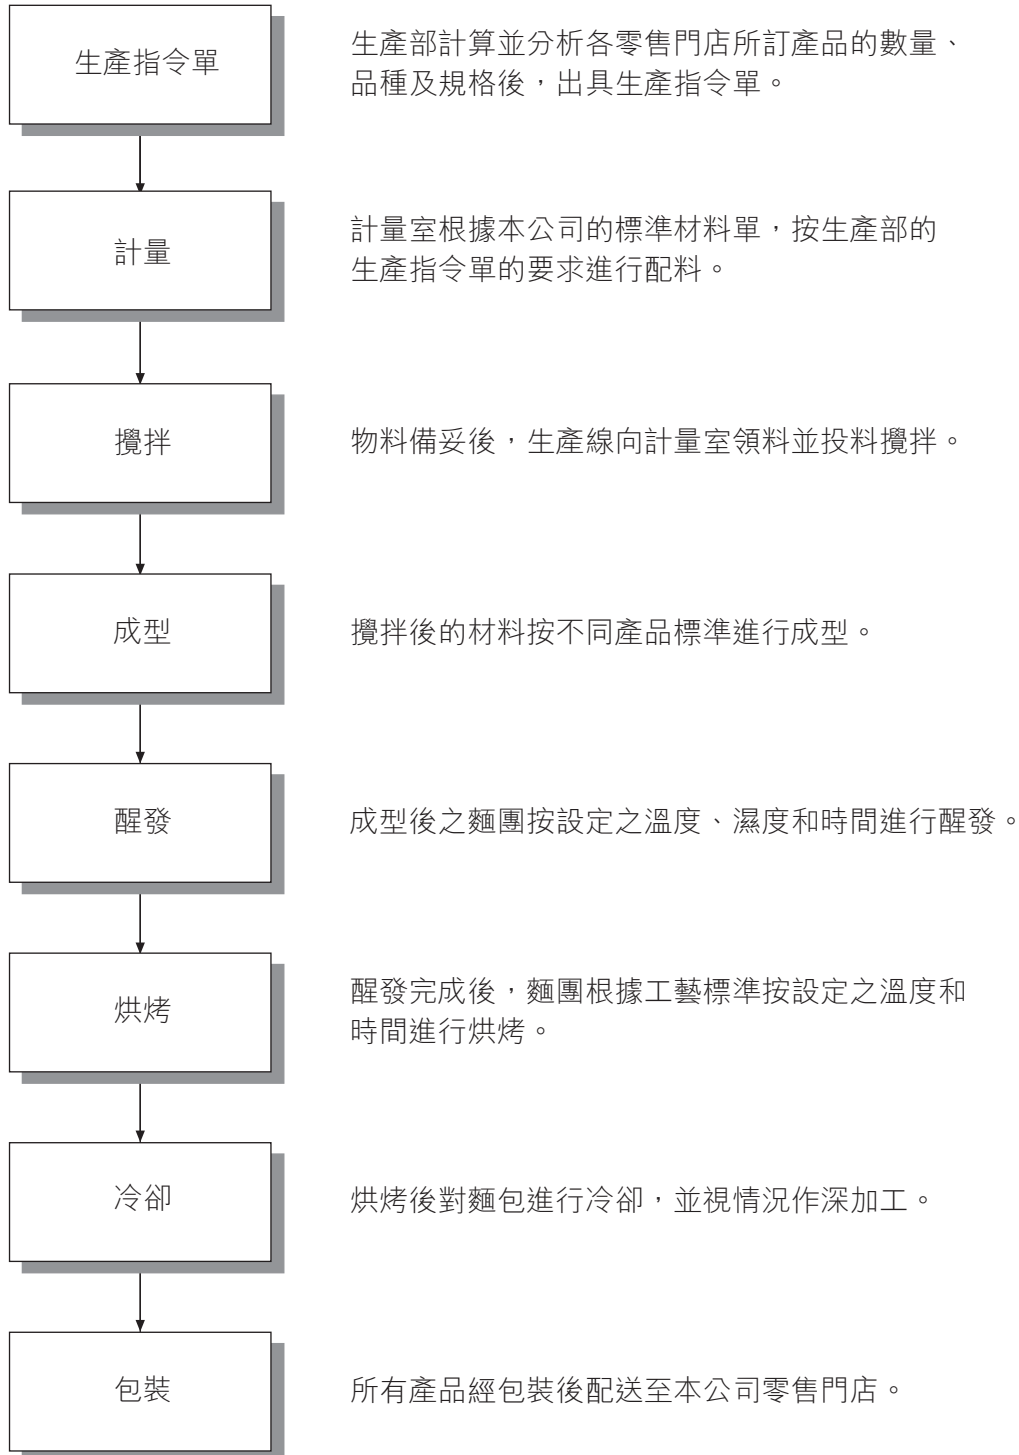 生產指令單
生產部計算並分析各零售門店所訂產品的數量、
品種及規格後，出具生產指令單。
計量
計量室根據本公司的標準材料單，按生產部的
生產指令單的要求進行配料。
攪拌
物料備妥後，生產線向計量室領料並投料攪拌。
成型
攪拌後的材料按不同產品標準進行成型。
醒發
成型後之麵團按設定之溫度、濕度和時間進行醒發。
烘烤
醒發完成後，麵團根據工藝標準按設定之溫度和
時間進行烘烤。
冷卻
烘烤後對麵包進行冷卻，並視情況作深加工。
包裝
所有產品經包裝後配送至本公司零售門店。